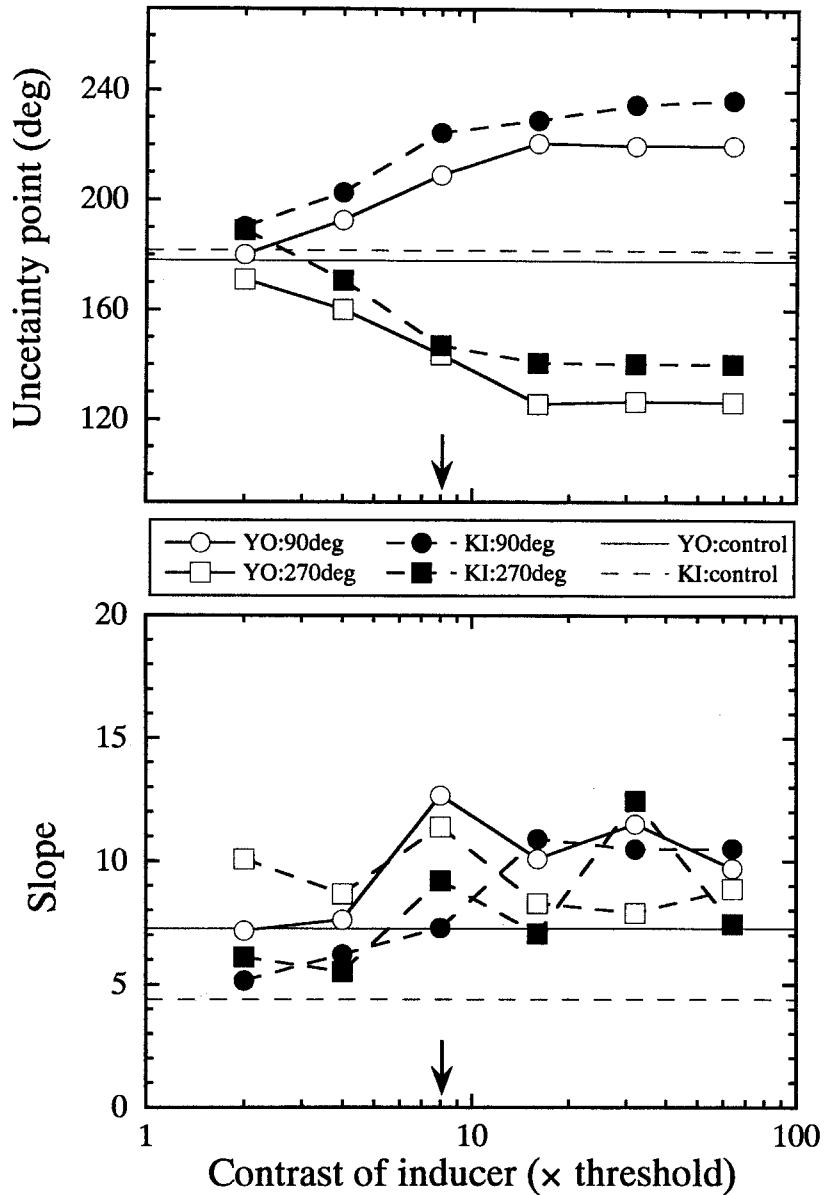 Uncetainty point (deg)
240
200
160
120
YO:90deg
KI:90deg
YO:control
YO:270deg
KI:270deg
KI:control
Slope
20
15
10
5
0
1
10
100
Contrast of inducer (× threshold)